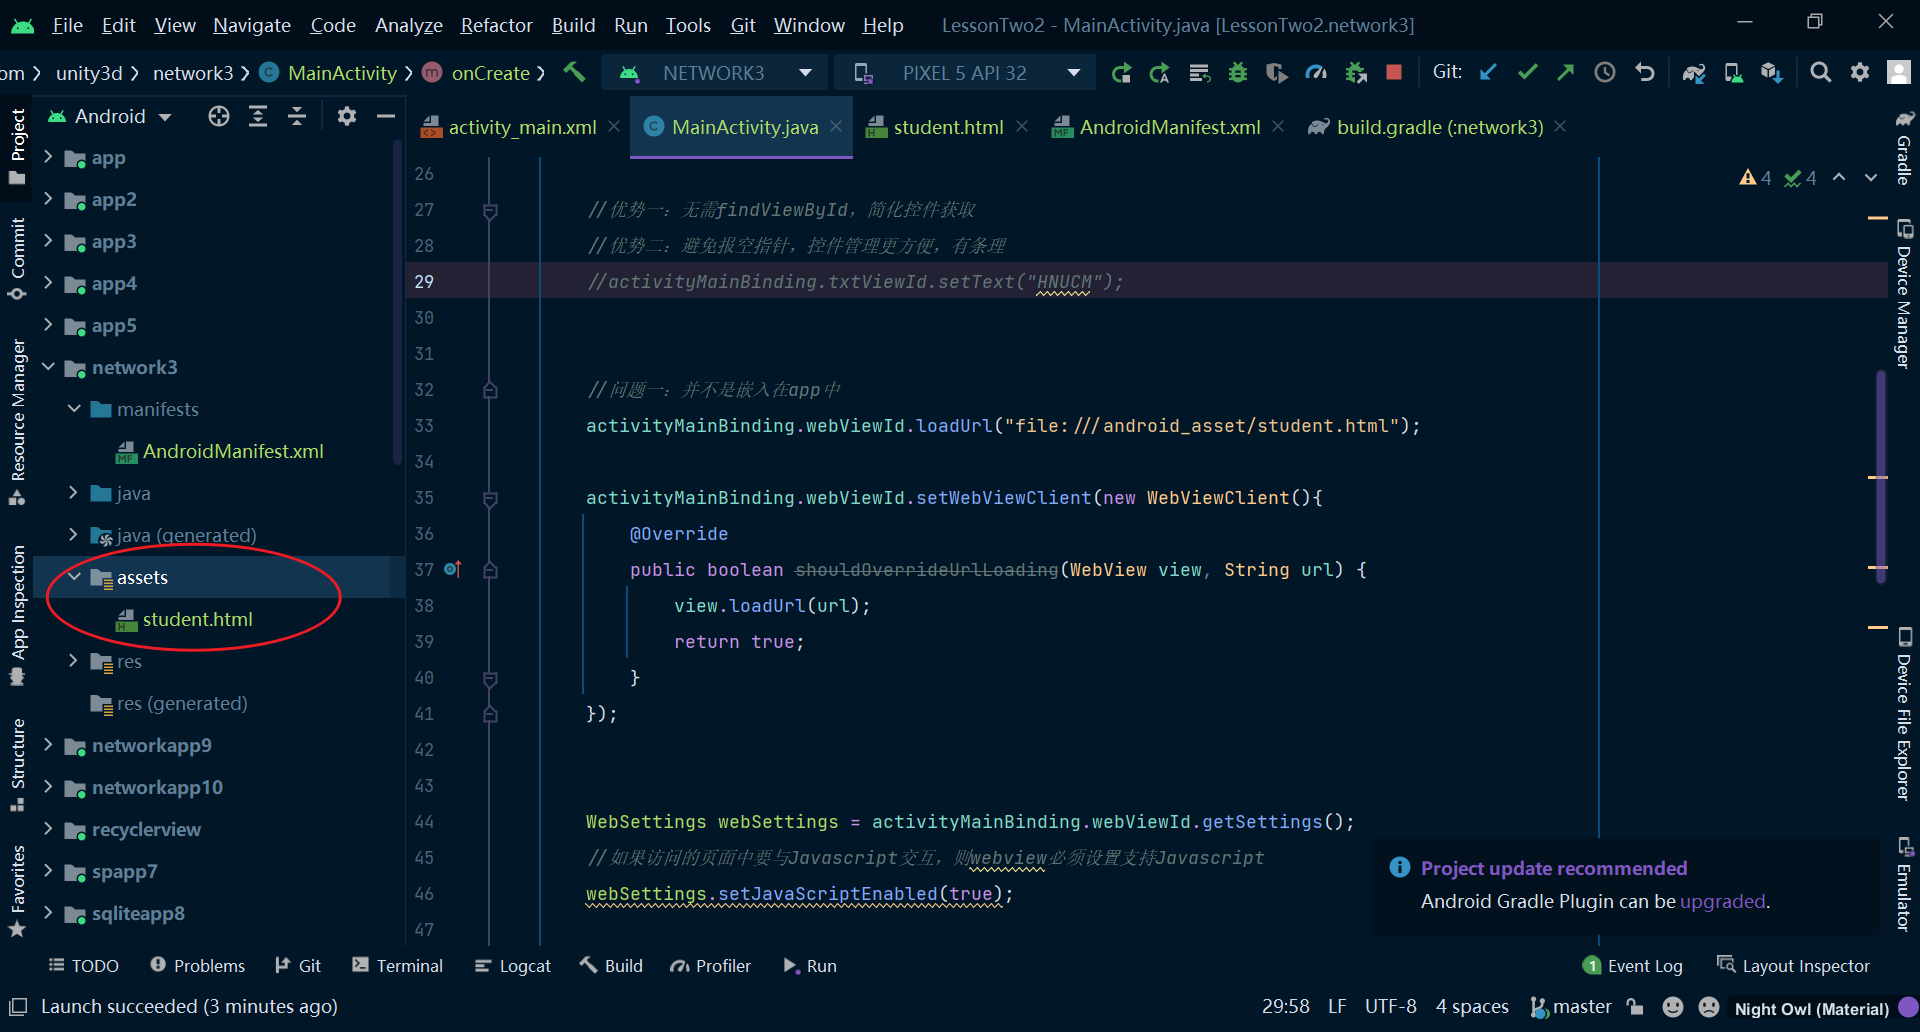 File Edit View Navigate Code Analyze Refactor Build Run Tools Git Window Help LessonTwo2 - MainActivity.java [LessonTwo2.network3]
om unity3d network3 MainActivity onCreate NETWORK3 PIXEL 5 API 32 Git:
Android
activity_main.xml MainActivity.java student.html AndroidManifest.xml build.gradle (:network3)
Project
Commit
Resource Manager
App Inspection
Structure
Favorites
app
app2
app3
app4
app5
network3
manifests
AndroidManifest.xml
java
java (generated)
assets
student.html
res
res (generated)
networkapp9
networkapp10
recyclerview
spapp7
sqliteapp8
4 4
26
27 //优势一：无需findViewById，简化控件获取
28 //优势二：避免报空指针，控件管理更方便，有条理
29 //activityMainBinding.txtViewId.setText("HNUCM");
30
31
32 //问题一：并不是嵌入在app中
33 activityMainBinding.webViewId.loadUrl("file:///android_asset/student.html");
34
35 activityMainBinding.webViewId.setWebViewClient(new WebViewClient(){
36 @Override
37 public boolean shouldOverrideUrlLoading(WebView view, String url) {
38 view.loadUrl(url);
39 return true;
40 }
41 });
42
43
44 WebSettings webSettings = activityMainBinding.webViewId.getSettings();
45 //如果访问的页面中要与Javascript交互，则webview必须设置支持Javascript
46 webSettings.setJavaScriptEnabled(true);
47
Gradle
Device Manager
Device File Explorer
Emulator
Project update recommended
Android Gradle Plugin can be upgraded.
TODO Problems Git Terminal Logcat Build Profiler Run 1 Event Log Layout Inspector
Launch succeeded (3 minutes ago) 29:58 LF UTF-8 4 spaces master Night Owl (Material)